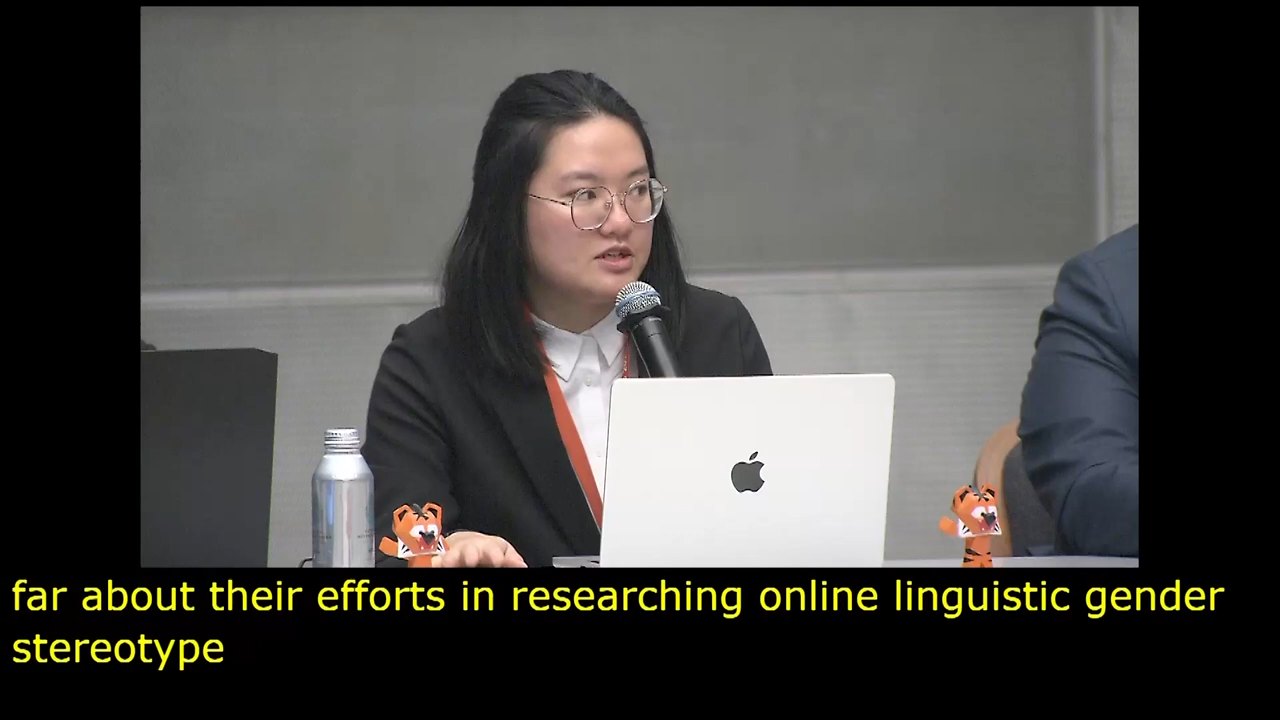 far about their efforts in researching online linguistic gender
stereotype